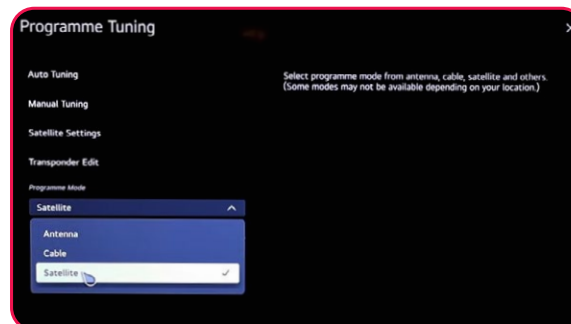 Programme Tuning
Auto Tuning
Select programme mode from antenna, cable, satellite and others.
(Some modes may not be available depending on your location.)
Manual Tuning
Satellite Settings
Transponder Edit
Programme Mode
Satellite
Antenna
Cable
Satellite